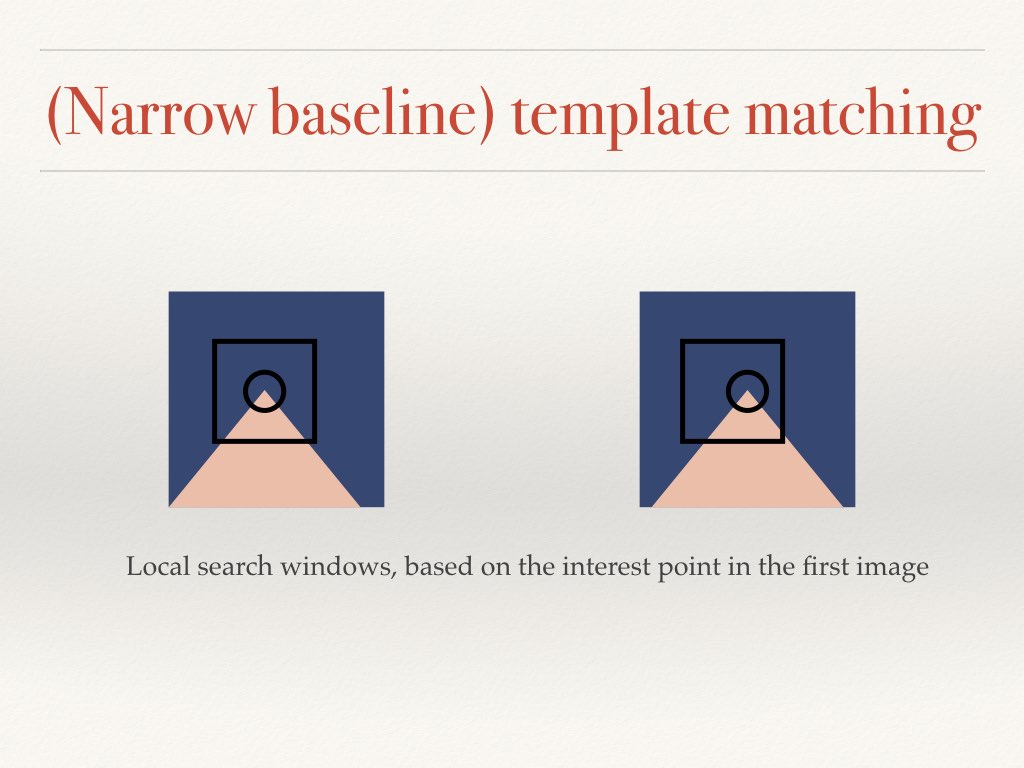 (Narrow baseline) template matching
Local search windows, based on the interest point in the first image